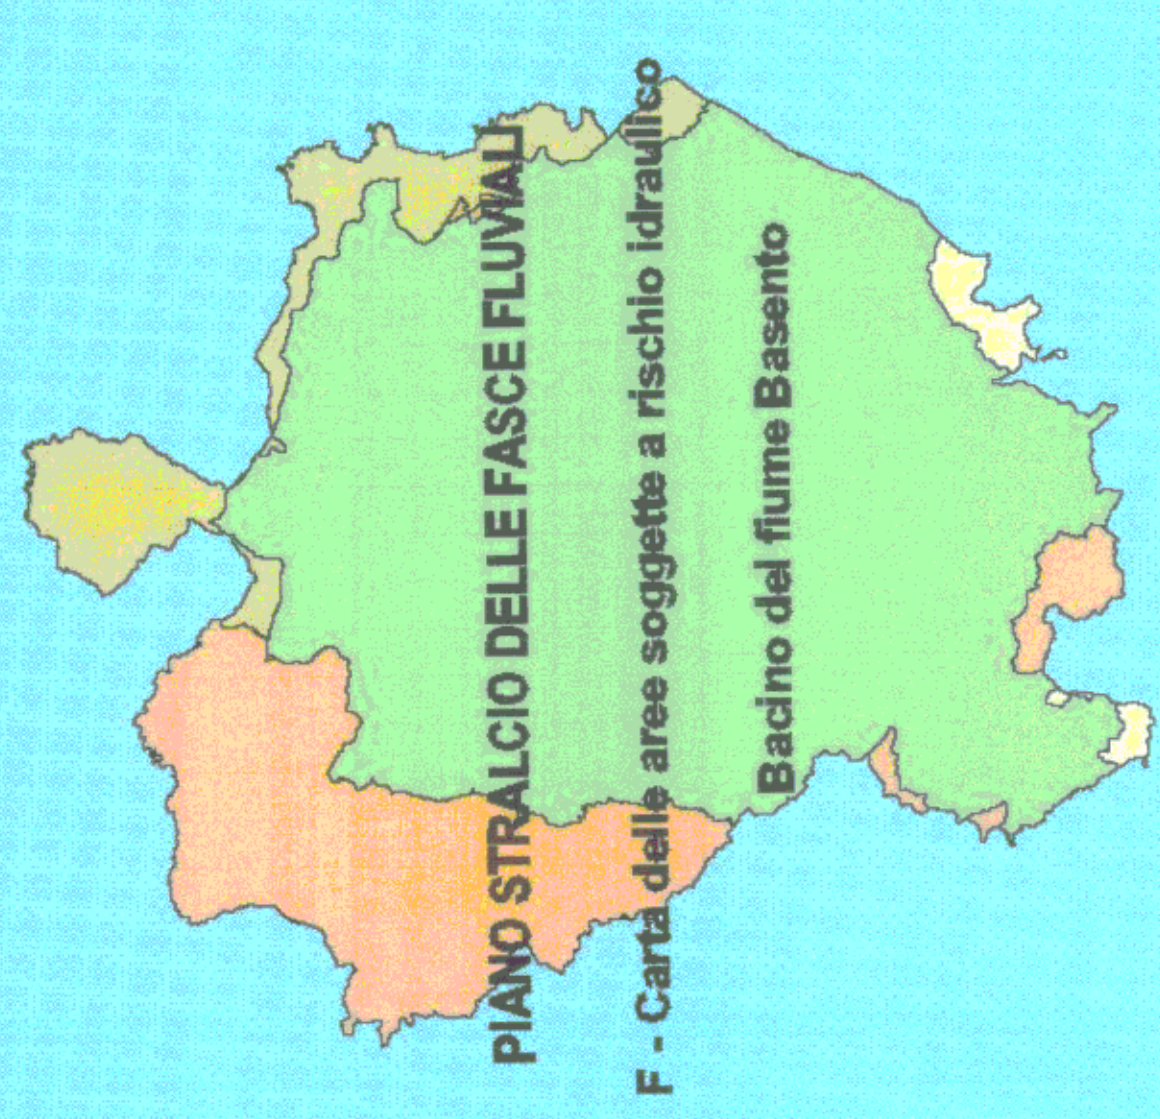 PIANO STRALCIO DELLE FASCE FLUVIALI
F - Carta delle aree soggette a rischio idraulico
Bacino del fiume Basento